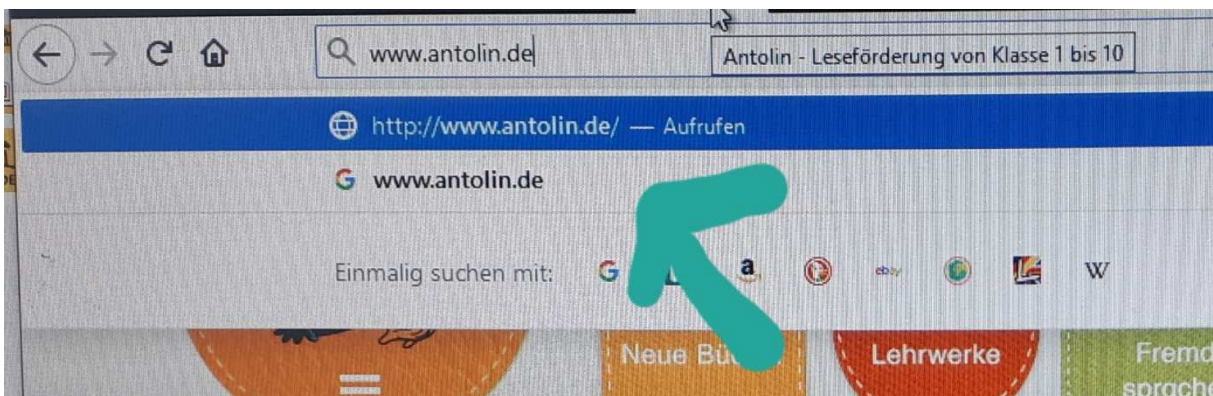 www.antolin.de
Antolin - Leseförderung von Klasse 1 bis 10
http://www.antolin.de/ — Aufrufen
www.antolin.de
Einmalig suchen mit:
ebay
Lehrwerke
Neue
Fremd
sprache